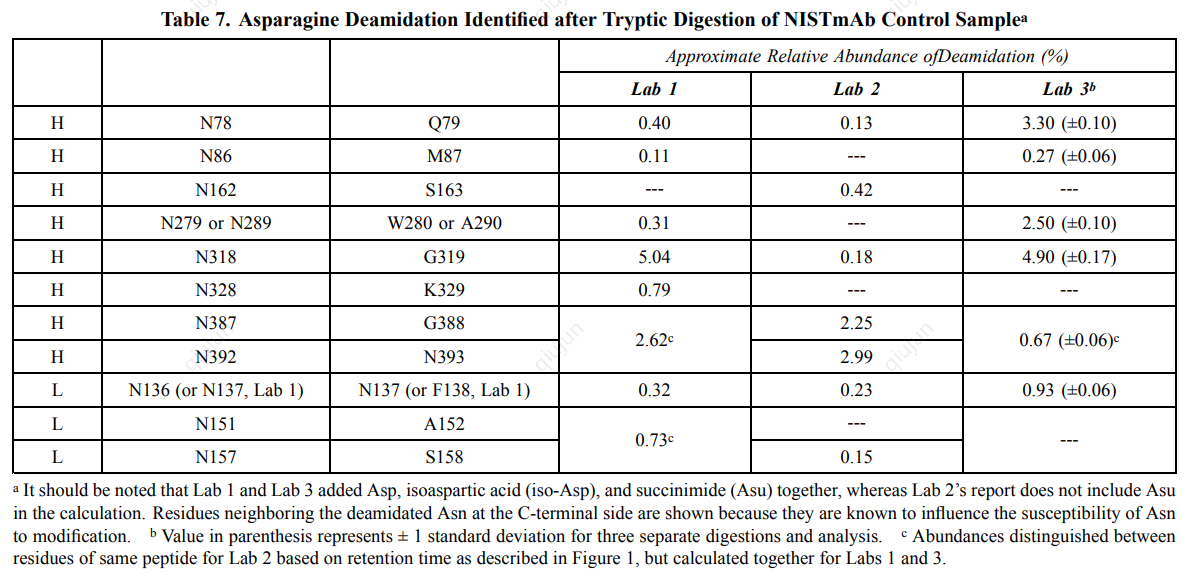 Table 7. Asparagine Deamidation Identified after Tryptic Digestion of NISTmAb Control Sampleᵃ
Approximate Relative Abundance ofDeamidation (%)
Lab 1 Lab 2 Lab 3ᵇ
H N78 Q79 0.40 0.13 3.30 (±0.10)
H N86 M87 0.11 --- 0.27 (±0.06)
H N162 S163 --- 0.42 ---
H N279 or N289 W280 or A290 0.31 --- 2.50 (±0.10)
H N318 G319 5.04 0.18 4.90 (±0.17)
H N328 K329 0.79 --- ---
H N387 G388 2.62ᶜ 2.25 0.67 (±0.06)ᶜ
H N392 N393 2.99
L N136 (or N137, Lab 1) N137 (or F138, Lab 1) 0.32 0.23 0.93 (±0.06)
L N151 A152 0.73ᶜ --- ---
L N157 S158 0.15
ᵃ It should be noted that Lab 1 and Lab 3 added Asp, isoaspartic acid (iso-Asp), and succinimide (Asu) together, whereas Lab 2's report does not include Asu
in the calculation. Residues neighboring the deamidated Asn at the C-terminal side are shown because they are known to influence the susceptibility of Asn
to modification. ᵇ Value in parenthesis represents ± 1 standard deviation for three separate digestions and analysis. ᶜ Abundances distinguished between
residues of same peptide for Lab 2 based on retention time as described in Figure 1, but calculated together for Labs 1 and 3.
qiujun
qiujun
qiujun